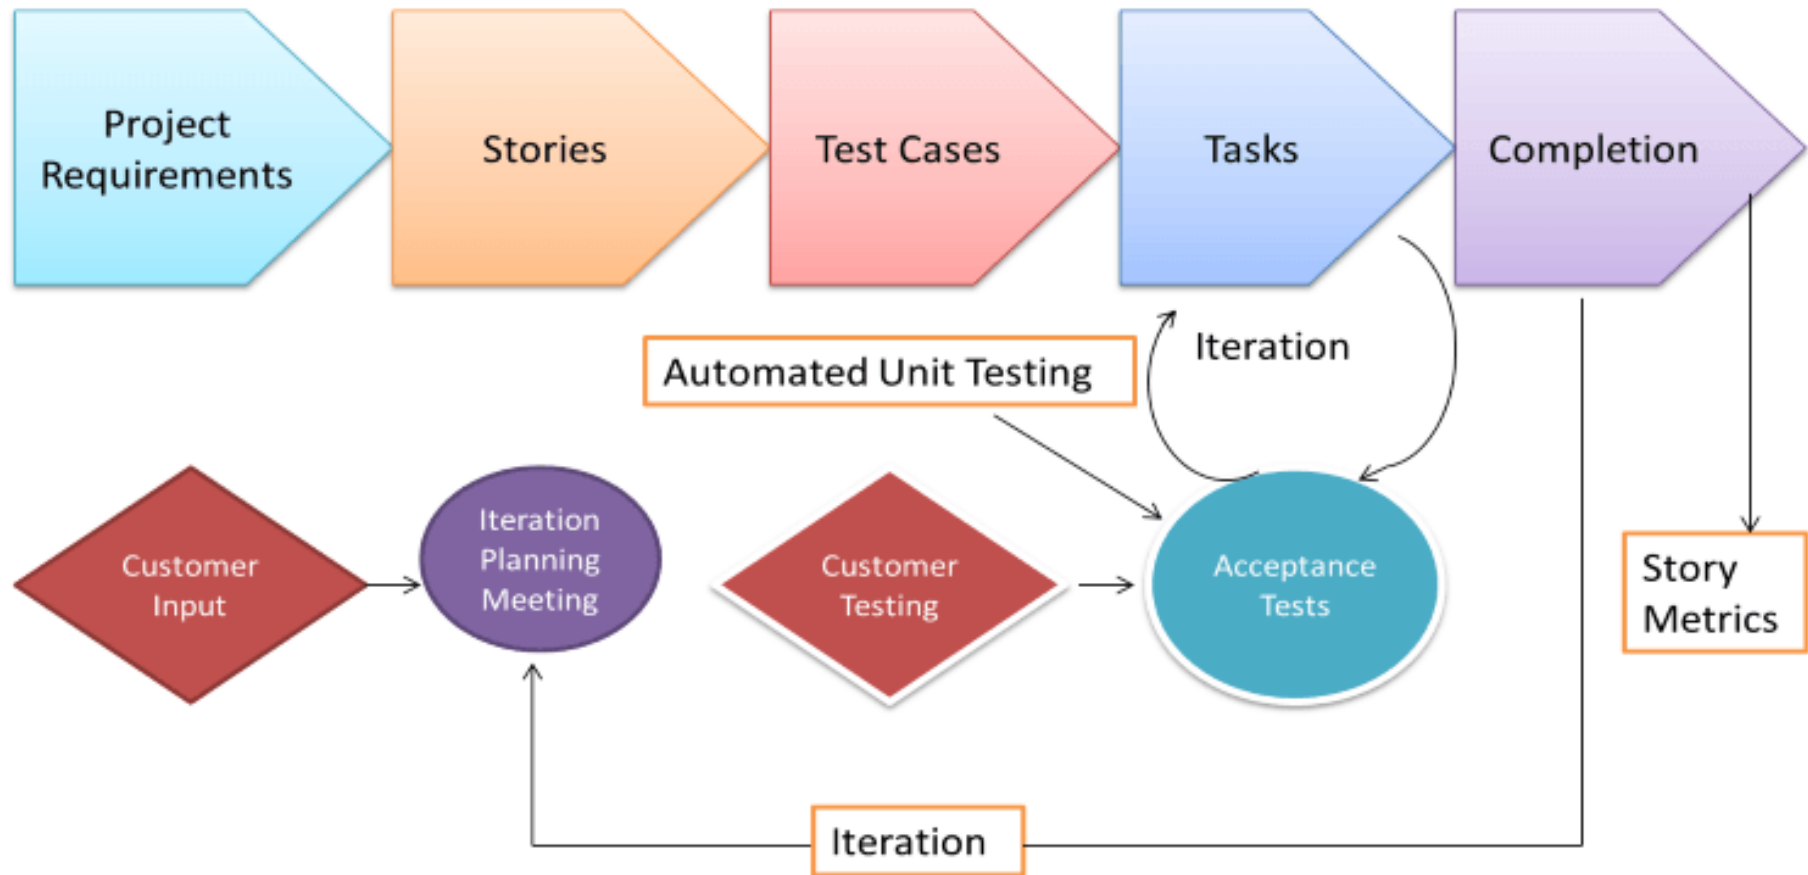 Project
Requirements
Stories
Test Cases
Tasks
Completion
Iteration
Automated Unit Testing
Customer
Input
Iteration
Planning
Meeting
Customer
Testing
Acceptance
Tests
Story
Metrics
Iteration